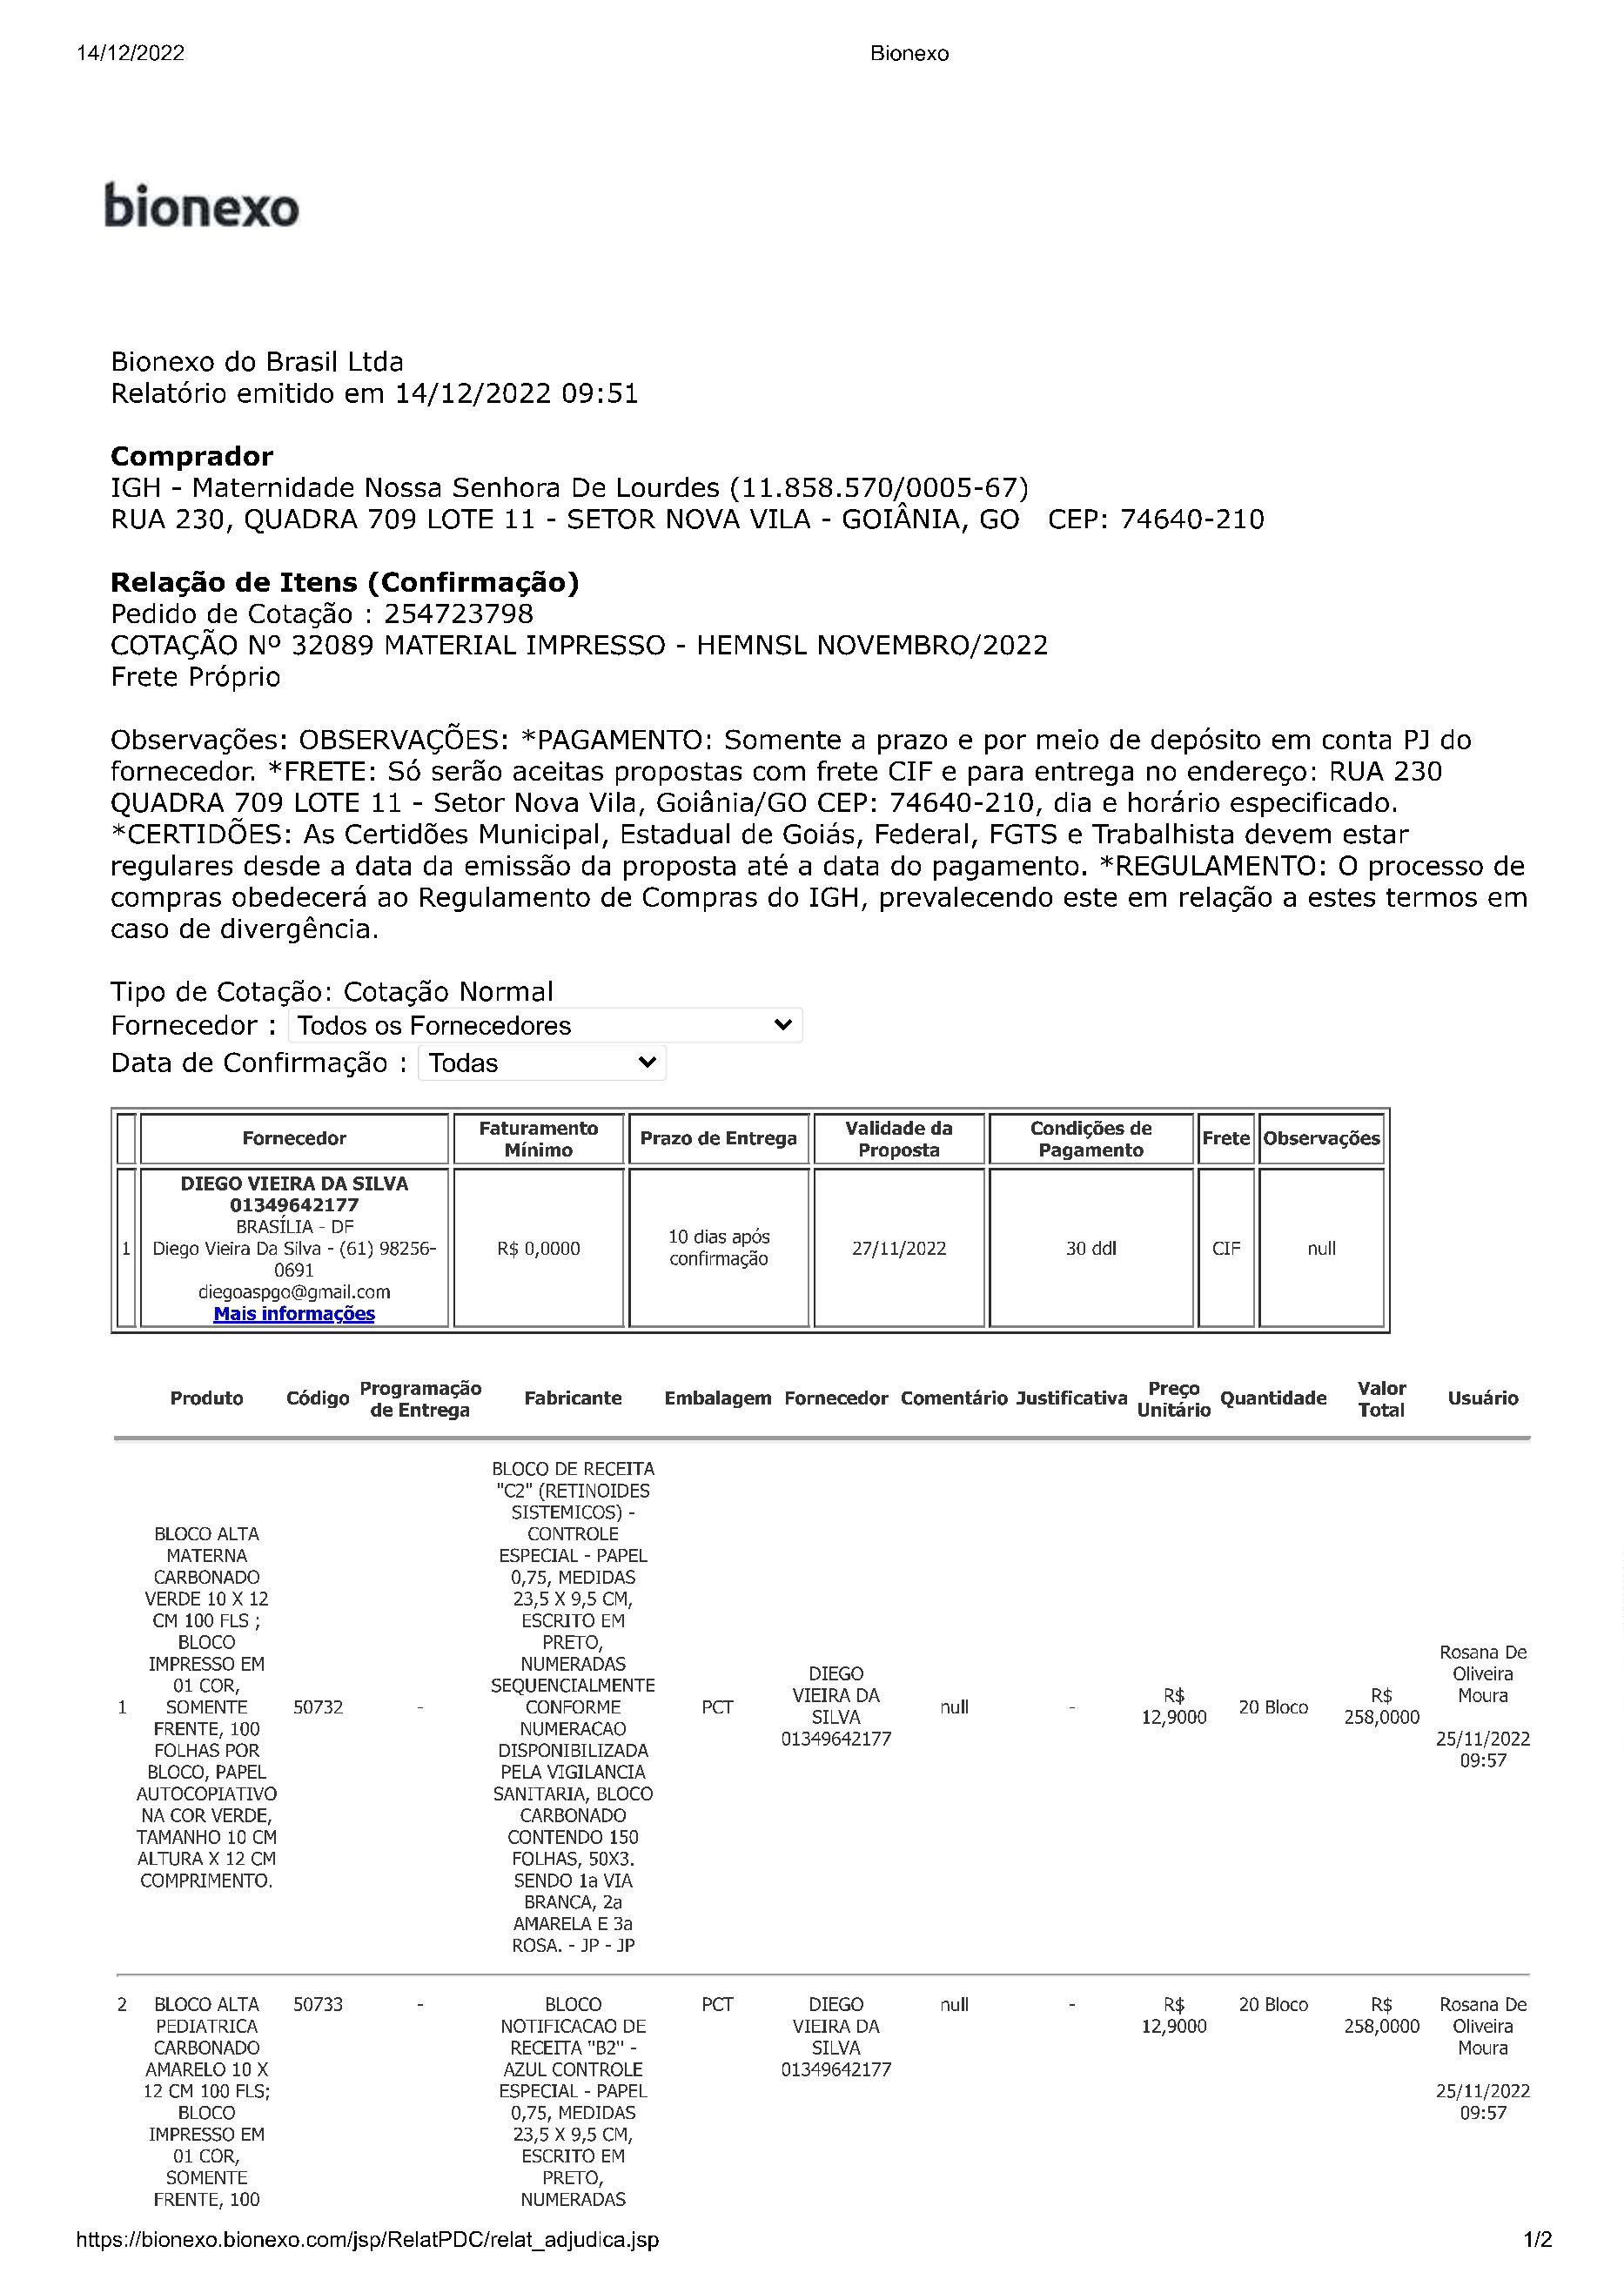 14/12/2022
Bionexo
bionexo
Bionexo do Brasil Ltda
Relatório emitido em 14/12/2022 09:51
Comprador
IGH - Maternidade Nossa Senhora De Lourdes (11.858.570/0005-67)
RUA 230, QUADRA 709 LOTE 11 - SETOR NOVA VILA - GOIÂNIA, GO CEP: 74640-210
Relação de Itens (Confirmação)
Pedido de Cotação : 254723798
COTAÇÃO Nº 32089 MATERIAL IMPRESSO - HEMNSL NOVEMBRO/2022
Frete Próprio
Observações: OBSERVAÇÕES: *PAGAMENTO: Somente a prazo e por meio de depósito em conta PJ do
fornecedor. *FRETE: Só serão aceitas propostas com frete CIF e para entrega no endereço: RUA 230
QUADRA 709 LOTE 11 - Setor Nova Vila, Goiânia/GO CEP: 74640-210, dia e horário especificado.
*CERTIDÕES: As Certidões Municipal, Estadual de Goiás, Federal, FGTS e Trabalhista devem estar
regulares desde a data da emissão da proposta até a data do pagamento. *REGULAMENTO: O processo de
compras obedecerá ao Regulamento de Compras do IGH, prevalecendo este em relação a estes termos em
caso de divergência.
Tipo de Cotação: Cotação Normal
Fornecedor : Todos os Fornecedores
Data de Confirmação : Todas
Fornecedor
Faturamento
Mínimo
Prazo de Entrega
Validade da
Proposta
Condições de
Pagamento
Frete
Observações
1
DIEGO VIEIRA DA SILVA
01349642177
BRASÍLIA - DF
Diego Vieira Da Silva - (61) 98256-
0691
diegoaspgo@gmail.com
Mais informações
R$ 0,0000
10 dias após
confirmação
27/11/2022
30 ddl
CIF
null
Produto
Código
Programação
de Entrega
Fabricante
Embalagem
Fornecedor
Comentário
Justificativa
Preço
Unitário
Quantidade
Valor
Total
Usuário
1
BLOCO ALTA
MATERNA
CARBONADO
VERDE 10 X 12
CM 100 FLS ;
BLOCO
IMPRESSO EM
01 COR,
SOMENTE
FRENTE, 100
FOLHAS POR
BLOCO, PAPEL
AUTOCOPIATIVO
NA COR VERDE,
TAMANHO 10 CM
ALTURA X 12 CM
COMPRIMENTO.
50732
-
BLOCO DE RECEITA
"C2" (RETINOIDES
SISTEMICOS) -
CONTROLE
ESPECIAL - PAPEL
0,75, MEDIDAS
23,5 X 9,5 CM,
ESCRITO EM
PRETO,
NUMERADAS
SEQUENCIALMENTE
CONFORME
NUMERACAO
DISPONIBILIZADA
PELA VIGILANCIA
SANITARIA, BLOCO
CARBONADO
CONTENDO 150
FOLHAS, 50X3.
SENDO 1a VIA
BRANCA, 2a
AMARELA E 3a
ROSA. - JP - JP
PCT
DIEGO
VIEIRA DA
SILVA
01349642177
null
-
R$
12,9000
20 Bloco
R$
258,0000
Rosana De
Oliveira
Moura
25/11/2022
09:57
2
BLOCO ALTA
PEDIATRICA
CARBONADO
AMARELO 10 X
12 CM 100 FLS;
BLOCO
IMPRESSO EM
01 COR,
SOMENTE
FRENTE, 100
50733
-
BLOCO
NOTIFICACAO DE
RECEITA "B2" -
AZUL CONTROLE
ESPECIAL - PAPEL
0,75, MEDIDAS
23,5 X 9,5 CM,
ESCRITO EM
PRETO,
NUMERADAS
PCT
DIEGO
VIEIRA DA
SILVA
01349642177
null
-
R$
12,9000
20 Bloco
R$
258,0000
Rosana De
Oliveira
Moura
25/11/2022
09:57
https://bionexo.bionexo.com/jsp/RelatPDC/relat_adjudica.jsp
1/2